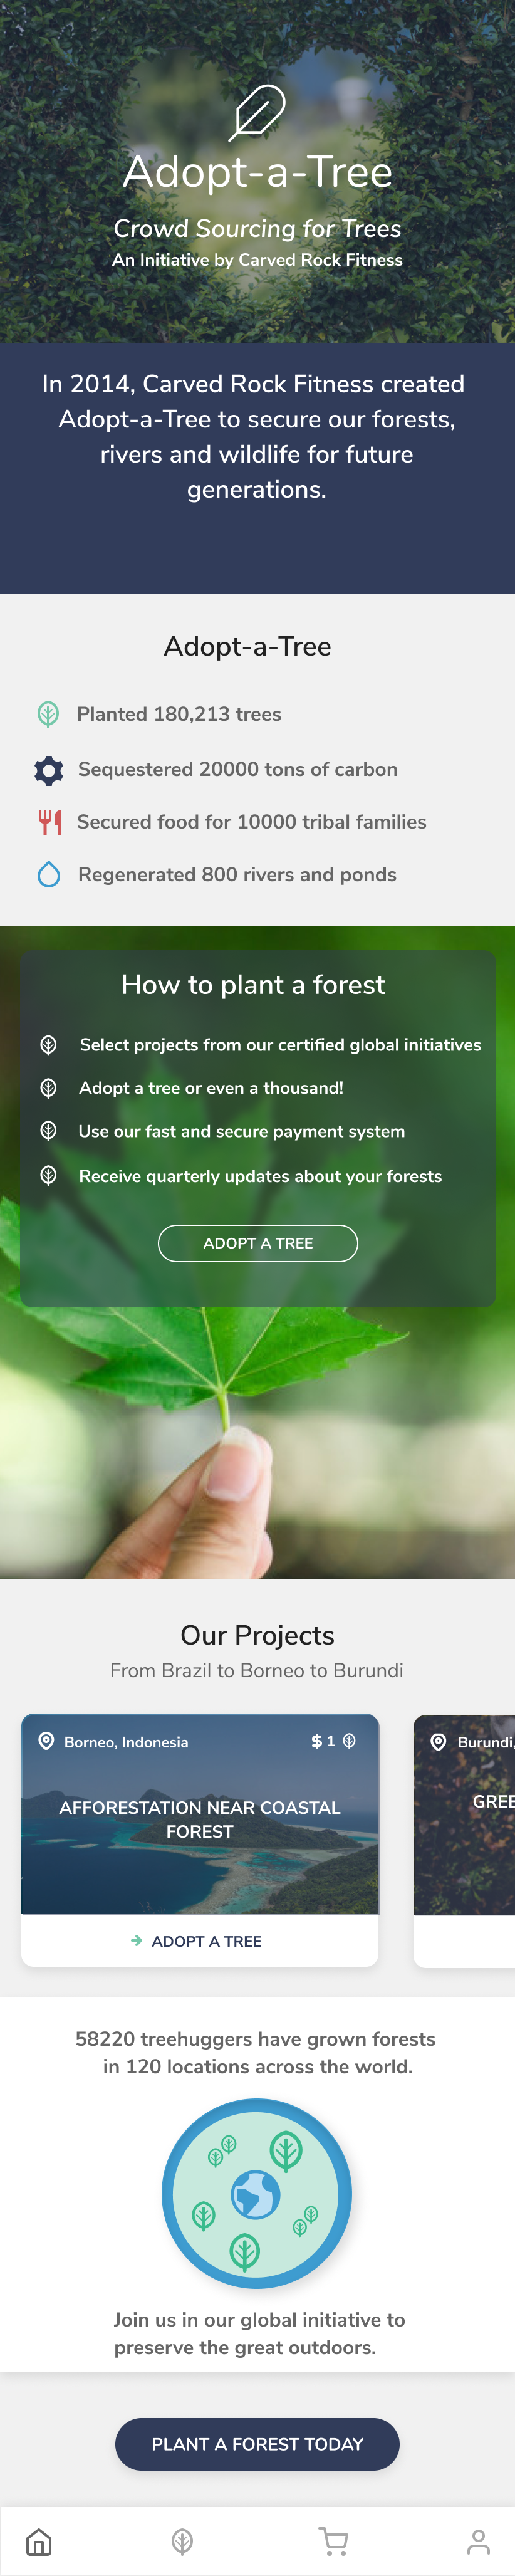 Adopt-a-Tree
Crowd Sourcing for Trees
An Initiative by Carved Rock Fitness
In 2014, Carved Rock Fitness created
Adopt-a-Tree to secure our forests,
rivers and wildlife for future
generations.
Adopt-a-Tree
Planted 180,213 trees
Sequestered 20000 tons of carbon
Secured food for 10000 tribal families
Regenerated 800 rivers and ponds
How to plant a forest
Select projects from our certified global initiatives
Adopt a tree or even a thousand!
Use our fast and secure payment system
Receive quarterly updates about your forests
ADOPT A TREE
Our Projects
From Brazil to Borneo to Burundi
Borneo, Indonesia
$ 1
AFFORESTATION NEAR COASTAL
FOREST
ADOPT A TREE
Burundi,
GREE
58220 treehuggers have grown forests
in 120 locations across the world.
Join us in our global initiative to
preserve the great outdoors.
PLANT A FOREST TODAY